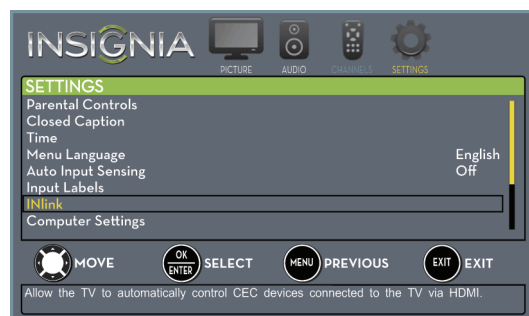 INSIGNIA
PICTURE AUDIO CHANNELS SETTINGS
SETTINGS
Parental Controls
Closed Caption
Time
Menu Language English
Auto Input Sensing Off
Input Labels
INlink
Computer Settings
MOVE OK ENTER SELECT MENU PREVIOUS EXIT EXIT
Allow the TV to automatically control CEC devices connected to the TV via HDMI.